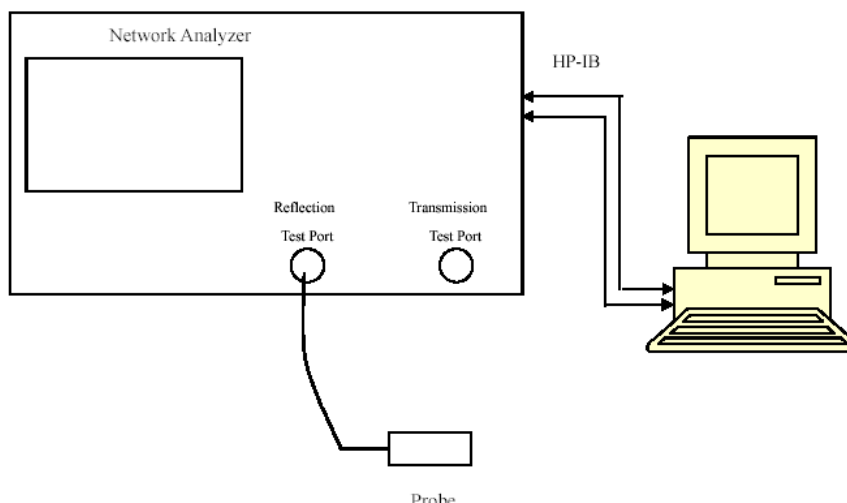 Network Analyzer
HP-IB
Reflection
Test Port
Transmission
Test Port
Probe